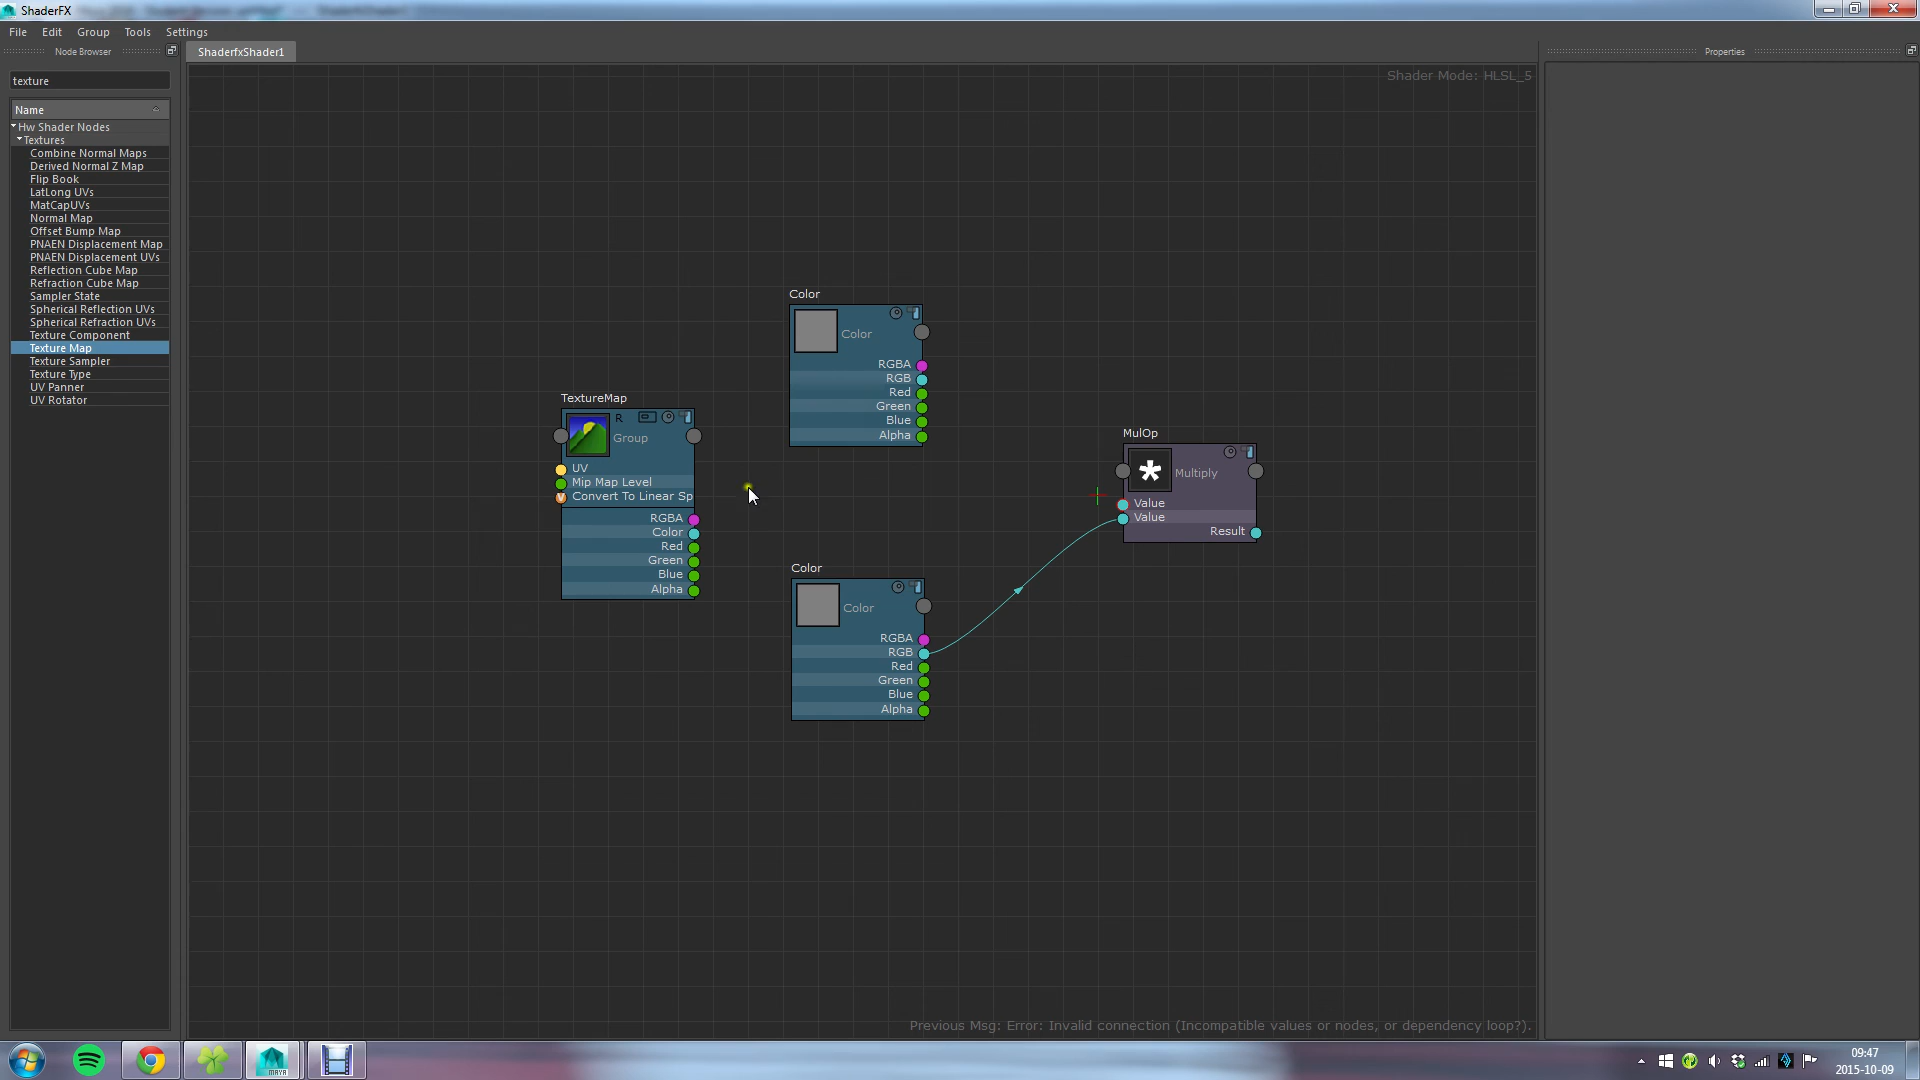 ShaderFX
File Edit Group Tools Settings
Node Browser
ShaderfxShader1
Properties
Shader Mode: HLSL_5
texture
Name
Hw Shader Nodes
Textures
Combine Normal Maps
Derived Normal Z Map
Flip Book
LatLong UVs
MatCapUVs
Normal Map
Offset Bump Map
PNAEN Displacement Map
PNAEN Displacement UVs
Reflection Cube Map
Refraction Cube Map
Sampler State
Spherical Reflection UVs
Spherical Refraction UVs
Texture Component
Texture Map
Texture Sampler
Texture Type
UV Panner
UV Rotator
TextureMap
R
Group
UV
Mip Map Level
Convert To Linear Sp
V
RGBA
Color
Red
Green
Blue
Alpha
Color
Color
RGBA
RGB
Red
Green
Blue
Alpha
Color
Color
RGBA
RGB
Red
Green
Blue
Alpha
MulOp
* Multiply
Value
Value
Result
Previous Msg: Error: Invalid connection (Incompatible values or nodes, or dependency loop?).
MAYA
09:47
2015-10-09